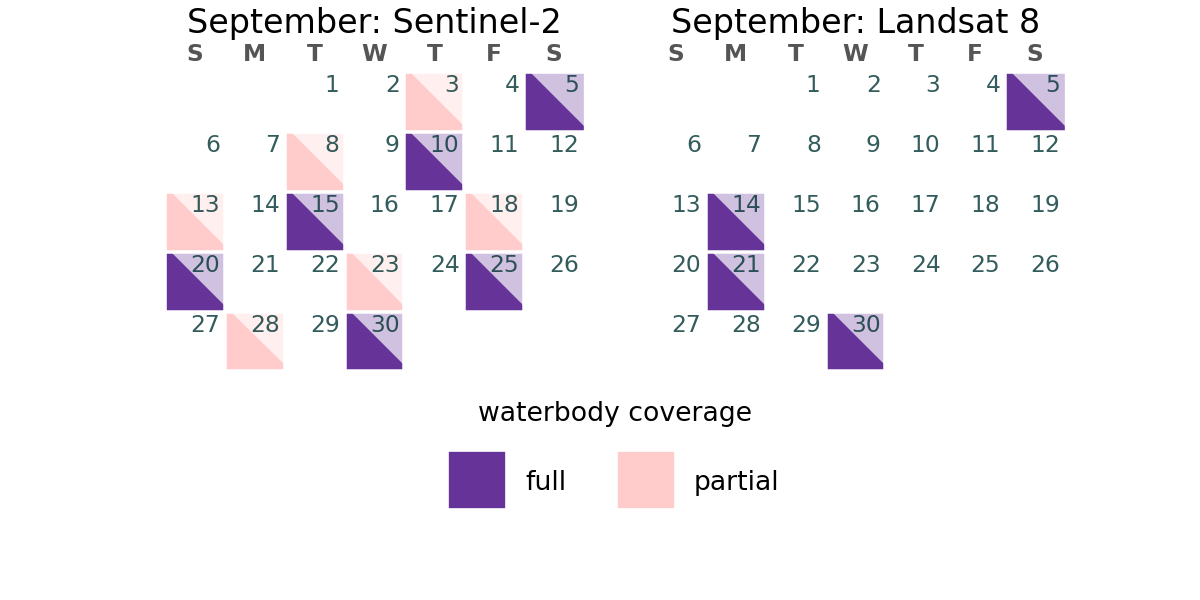 September: Sentinel-2
S M T W T F S
1 2 3 4 5
6 7 8 9 10 11 12
13 14 15 16 17 18 19
20 21 22 23 24 25 26
27 28 29 30
September: Landsat 8
S M T W T F S
1 2 3 4 5
6 7 8 9 10 11 12
13 14 15 16 17 18 19
20 21 22 23 24 25 26
27 28 29 30
waterbody coverage
full partial